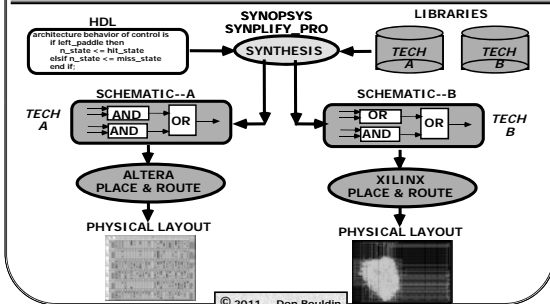 HDL
architecture behavior of control is
if left_paddle then
n_state <= hit_state
elsif n_state <= miss_state
end if;
SYNOPSYS
SYNPLIFY_PRO
SYNTHESIS
LIBRARIES
TECH
A
TECH
B
SCHEMATIC--A
TECH
A
AND
AND
OR
SCHEMATIC--B
OR
AND
OR
TECH
B
ALTERA
PLACE & ROUTE
XILINX
PLACE & ROUTE
PHYSICAL LAYOUT
PHYSICAL LAYOUT
© 2011 Don Bouldin